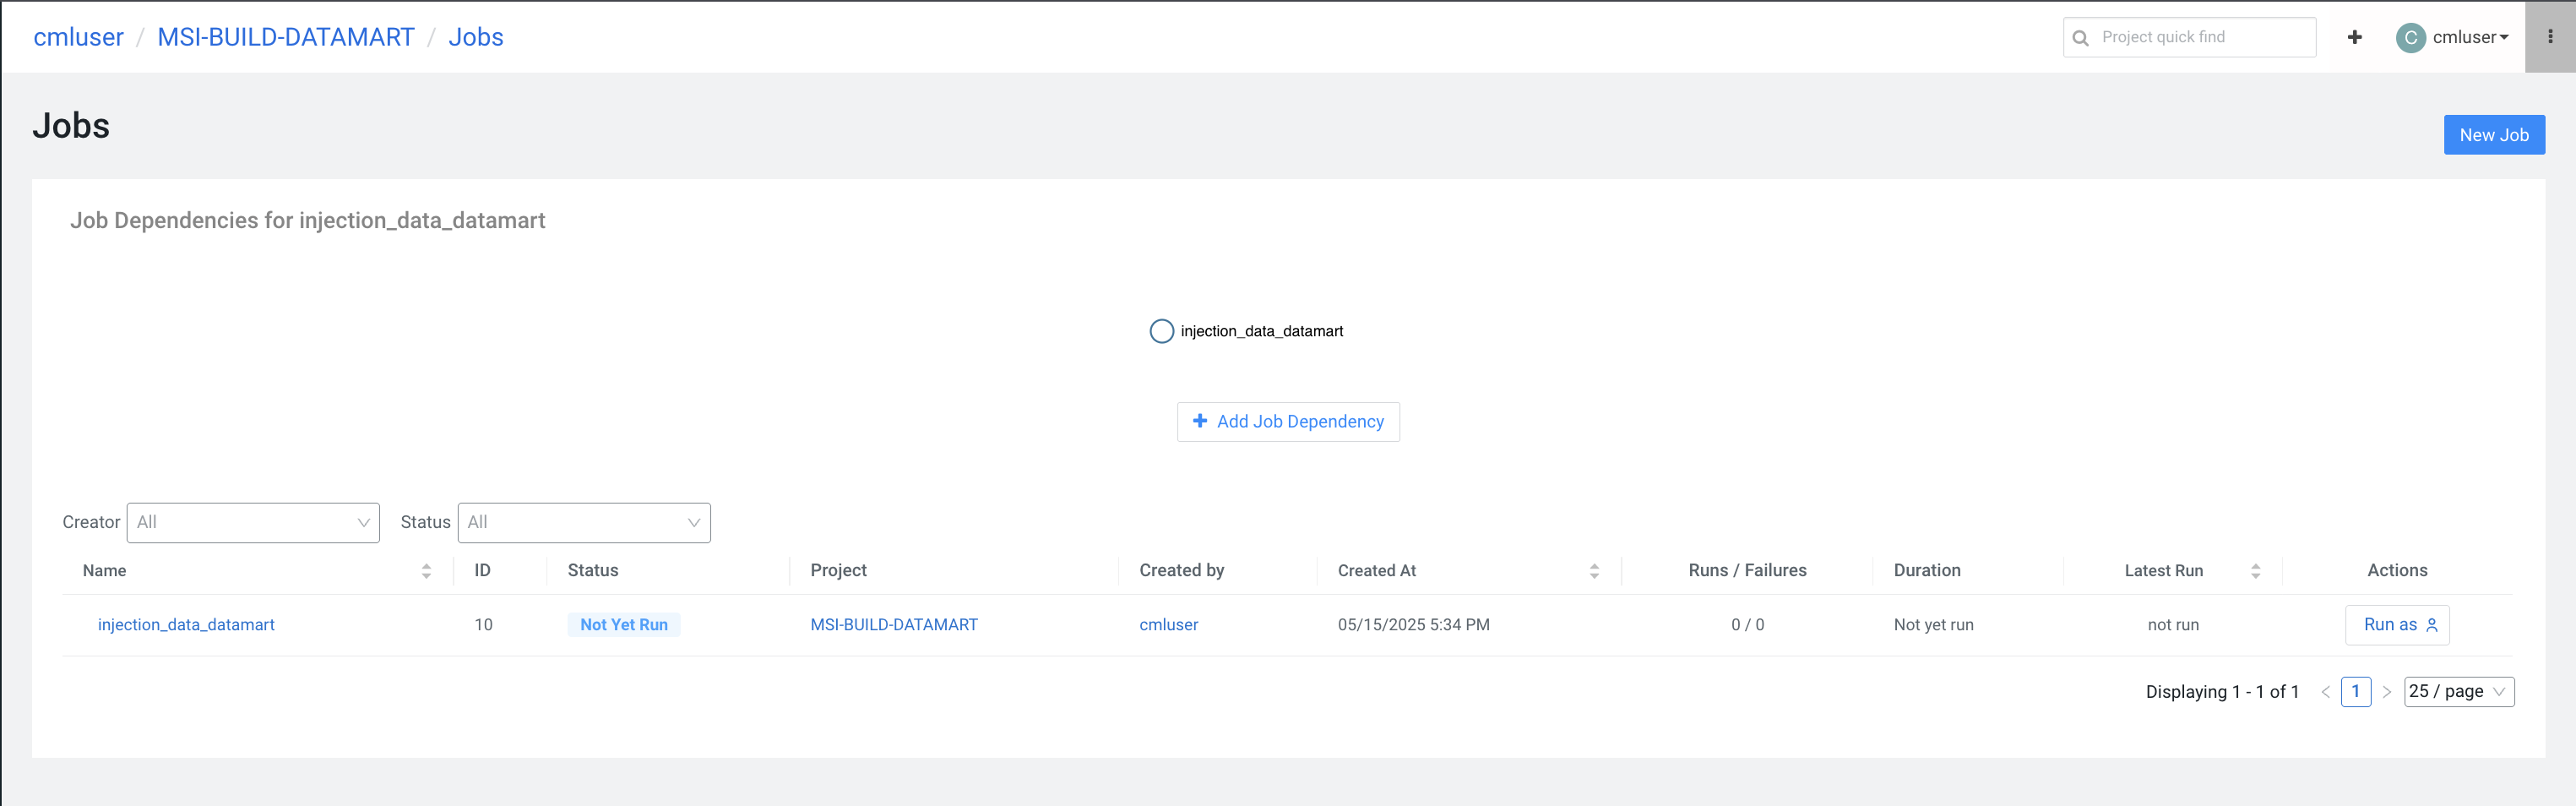 cmluser / MSI-BUILD-DATAMART / Jobs
Project quick find
C cmluser
Jobs
New Job
Job Dependencies for injection_data_datamart
injection_data_datamart
Add Job Dependency
Creator All Status All
Name ID Status Project Created by Created At Runs / Failures Duration Latest Run Actions
injection_data_datamart 10 Not Yet Run MSI-BUILD-DATAMART cmluser 05/15/2025 5:34 PM 0 / 0 Not yet run not run Run as
Displaying 1 - 1 of 1 < 1 > 25 / page